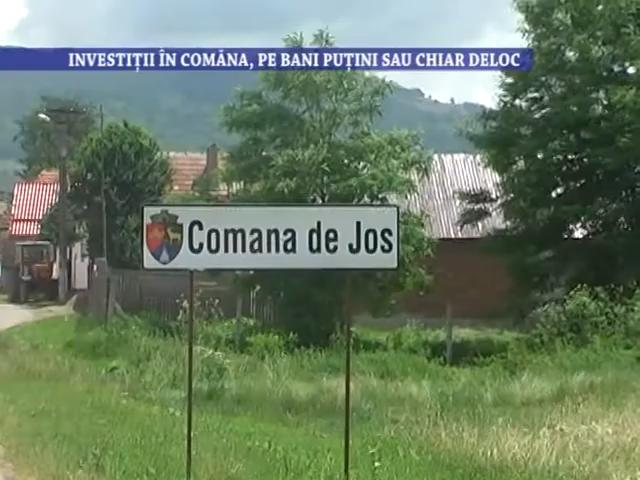 INVESTIȚII ÎN COMĂNA, PE BANI PUȚINI SAU CHIAR DELOC
Comana de Jos